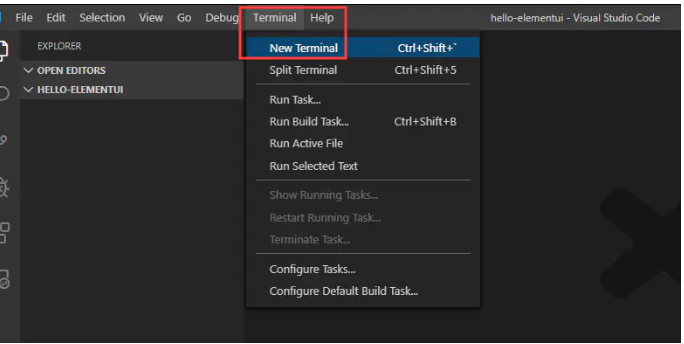 File Edit Selection View Go Debug Terminal Help hello-elementui - Visual Studio Code
EXPLORER
OPEN EDITORS
HELLO-ELEMENTUI
New Terminal Ctrl+Shift+`
Split Terminal Ctrl+Shift+5
Run Task...
Run Build Task... Ctrl+Shift+B
Run Active File
Run Selected Text
Show Running Tasks...
Restart Running Task...
Terminate Task...
Configure Tasks...
Configure Default Build Task...